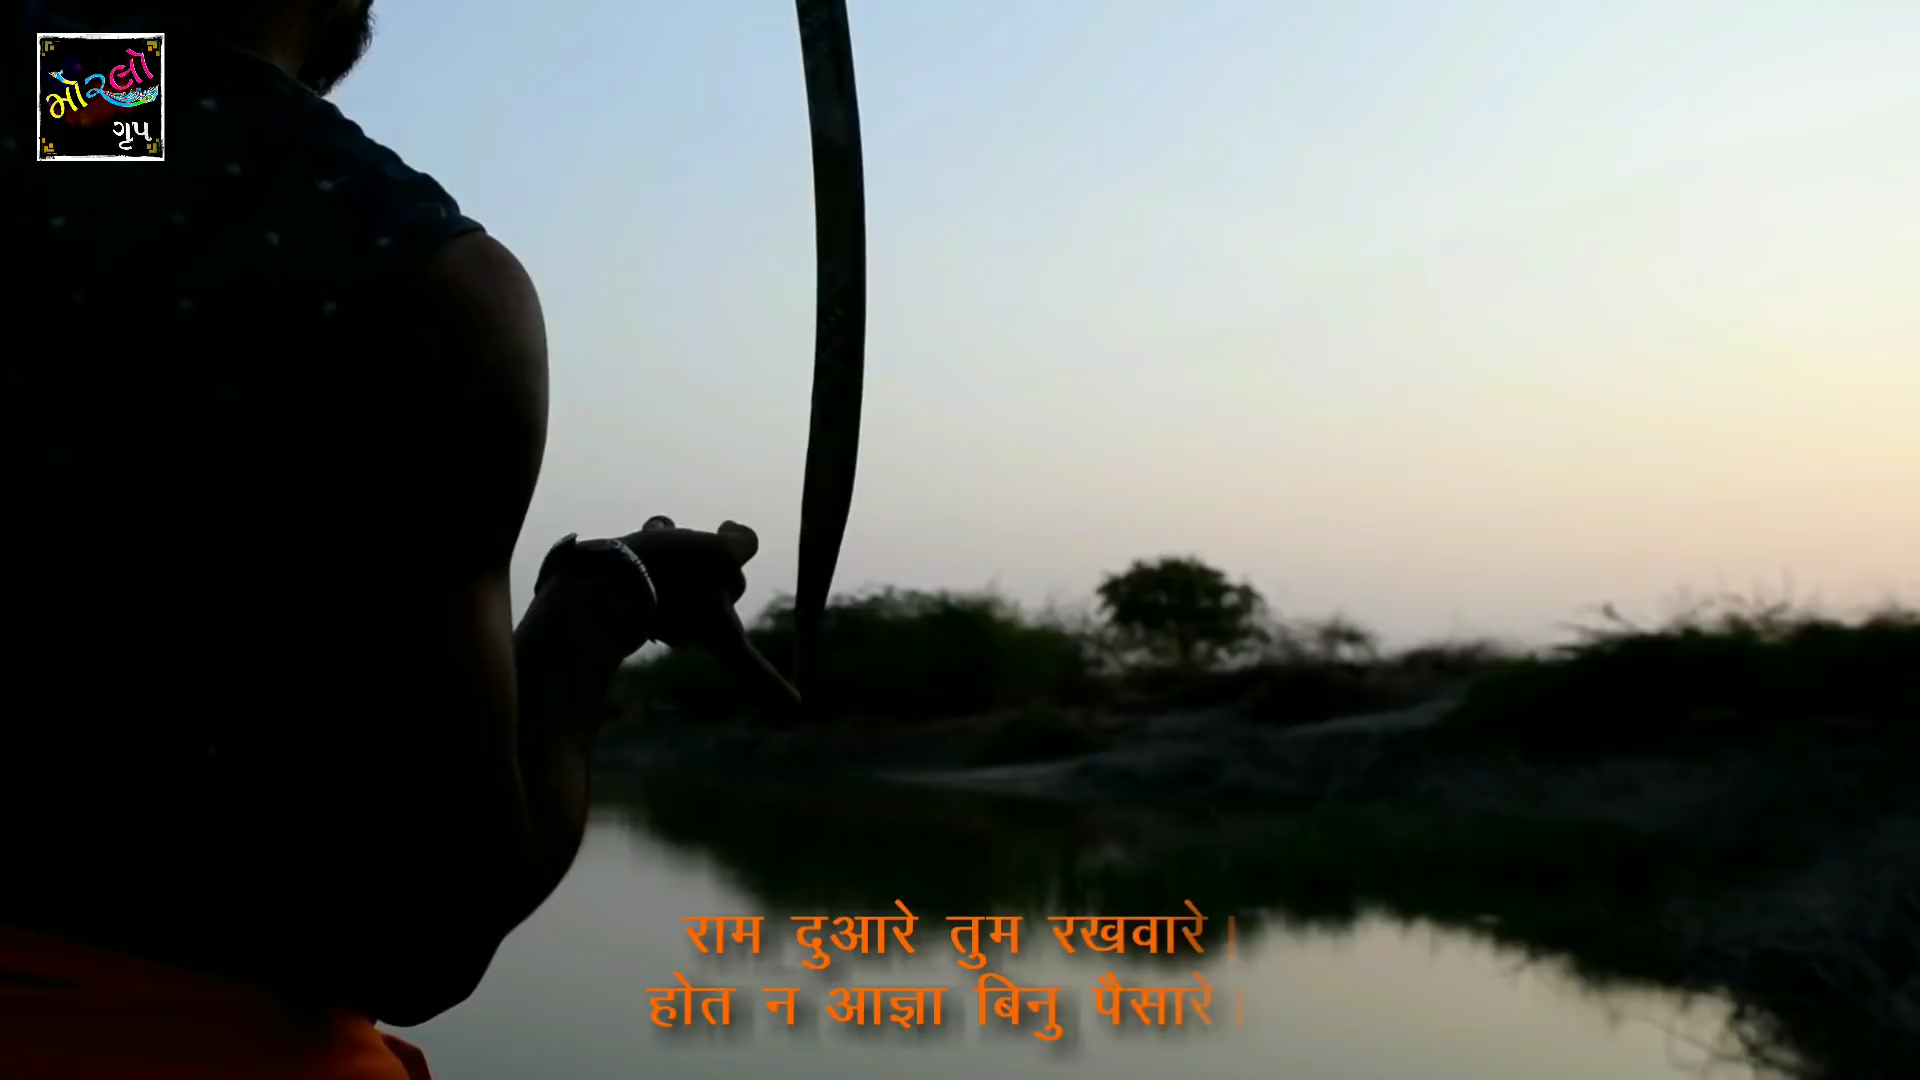 મોરલો
ગૃપ
राम दुआरे तुम रखवारे।
होत न आज्ञा बिनु पैसारे।